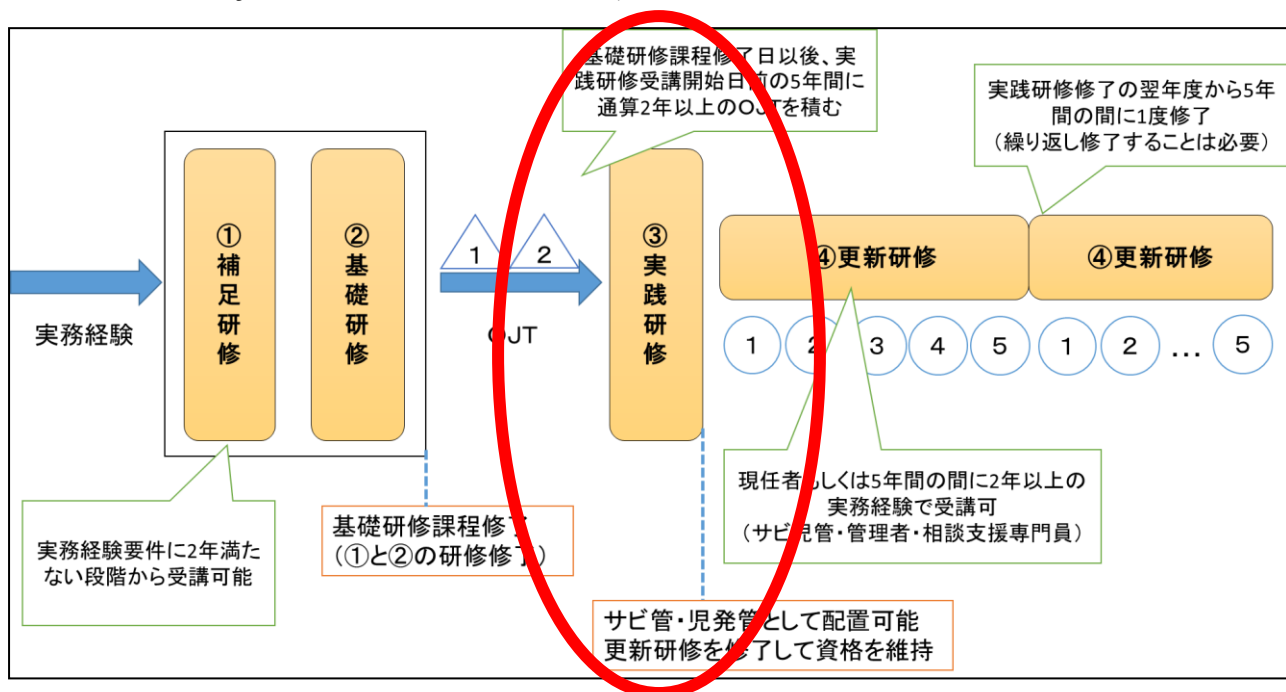 基礎研修課程修了日以後、実
践研修受講開始日前の5年間に
通算2年以上のOJTを積む
実践研修修了の翌年度から5年
間の間に1度修了
（繰り返し修了することは必要）
実務経験
①補足研修
②基礎研修
1
2
OJT
③実践研修
④更新研修
④更新研修
1
2
3
4
5
1
2
…
5
実務経験要件に2年満た
ない段階から受講可能
基礎研修課程修了
（①と②の研修修了）
現任者もしくは5年間の間に2年以上の
実務経験で受講可
（サビ児管・管理者・相談支援専門員）
サビ管・児発管として配置可能
更新研修を修了して資格を維持